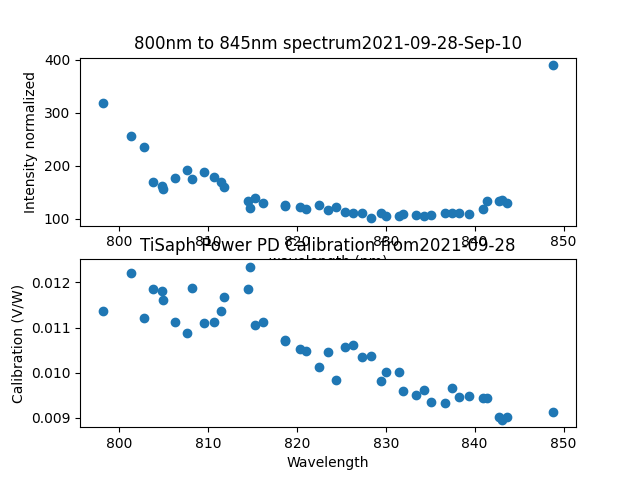 800nm to 845nm spectrum2021-09-28-Sep-10
Intensity normalized
400
300
200
100
800 810 820 830 840 850
wavelength (nm)
TiSaph Power PD Calibration from2021-09-28
Calibration (V/W)
0.012
0.011
0.010
0.009
800 810 820 830 840 850
Wavelength